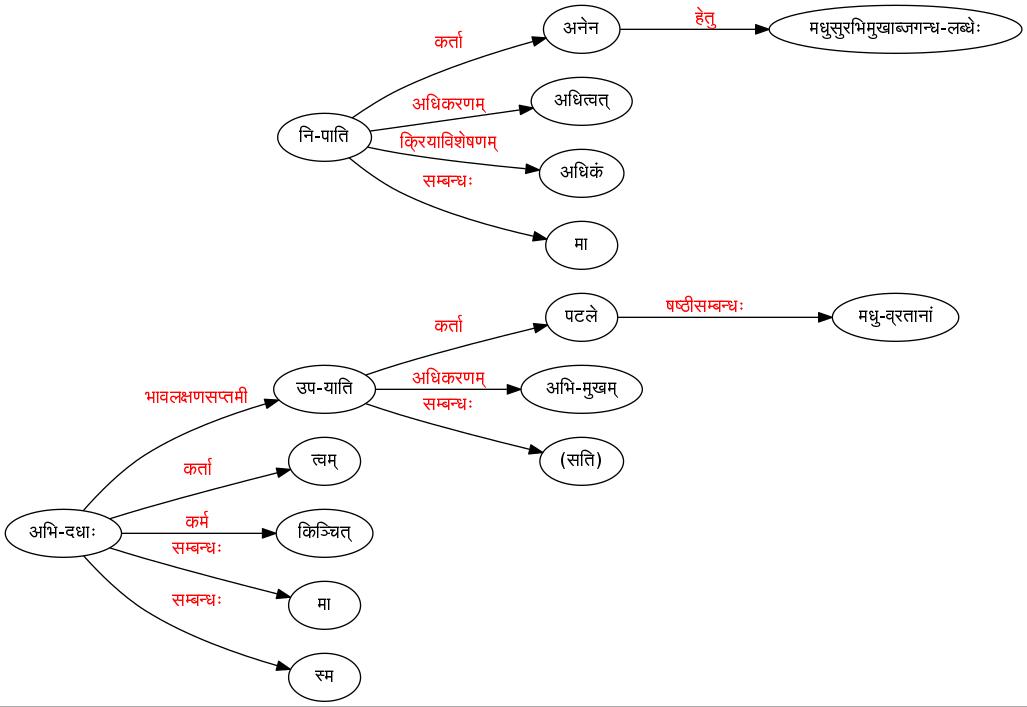 अनेन
हेतु
मधुसुरभिमुखाब्जगन्ध-लब्धेः
कर्ता
नि-पाति
अधिकरणम्
अधित्वत्
क्रियाविशेषणम्
अधिकं
सम्बन्धः
मा
पटले
षष्ठीसम्बन्धः
मधु-व्रतानां
कर्ता
उप-याति
अधिकरणम्
अभि-मुखम्
सम्बन्धः
(सति)
भावलक्षणसप्तमी
कर्ता
त्वम्
अभि-दधाः
कर्म
किञ्चित्
सम्बन्धः
मा
सम्बन्धः
स्म